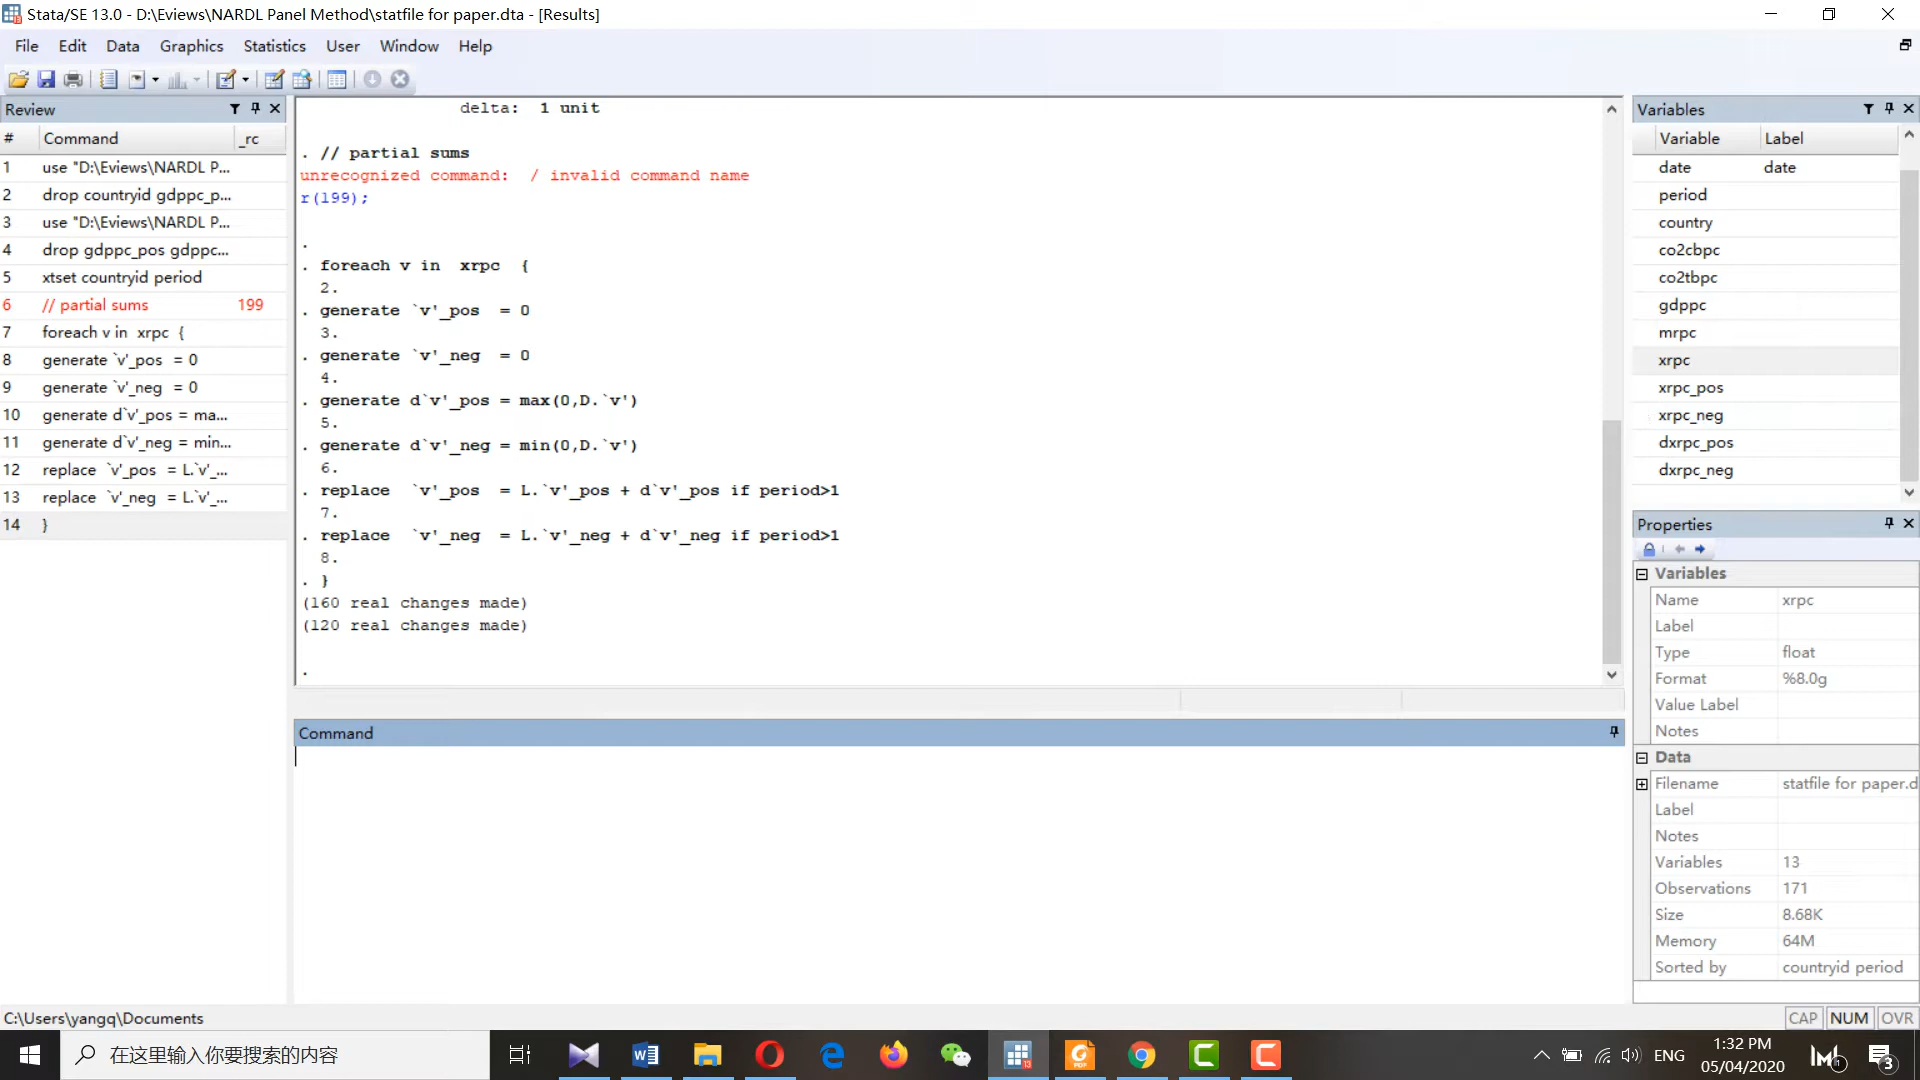 Stata/SE 13.0 - D:\Eviews\NARDL Panel Method\statfile for paper.dta - [Results]
File Edit Data Graphics Statistics User Window Help
Review
# Command _rc
1 use "D:\Eviews\NARDL P...
2 drop countryid gdppc_p...
3 use "D:\Eviews\NARDL P...
4 drop gdppc_pos gdppc...
5 xtset countryid period
6 // partial sums 199
7 foreach v in xrpc {
8 generate `v'_pos = 0
9 generate `v'_neg = 0
10 generate d`v'_pos = ma...
11 generate d`v'_neg = min...
12 replace `v'_pos = L.`v'_...
13 replace `v'_neg = L.`v'_...
14 }
delta: 1 unit
. // partial sums
unrecognized command: / invalid command name
r(199);
.
. foreach v in xrpc {
2.
. generate `v'_pos = 0
3.
. generate `v'_neg = 0
4.
. generate d`v'_pos = max(0,D.`v')
5.
. generate d`v'_neg = min(0,D.`v')
6.
. replace `v'_pos = L.`v'_pos + d`v'_pos if period>1
7.
. replace `v'_neg = L.`v'_neg + d`v'_neg if period>1
8.
. }
(160 real changes made)
(120 real changes made)
.
Command
Variables
Variable Label
date date
period
country
co2cbpc
co2tbpc
gdppc
mrpc
xrpc
xrpc_pos
xrpc_neg
dxrpc_pos
dxrpc_neg
Properties
Variables
Name xrpc
Label
Type float
Format %8.0g
Value Label
Notes
Data
Filename statfile for paper.d
Label
Notes
Variables 13
Observations 171
Size 8.68K
Memory 64M
Sorted by countryid period
C:\Users\yangq\Documents
CAP NUM OVR
在这里输入你要搜索的内容
ENG
1:32 PM
05/04/2020
3